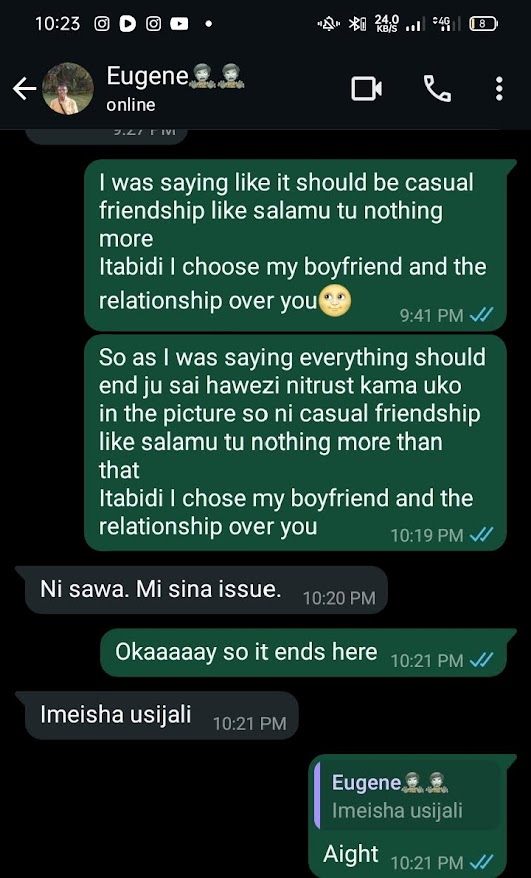 10:23
24.0
KB/S
4G
8
Eugene
online
9:27 PM
I was saying like it should be casual
friendship like salamu tu nothing
more
Itabidi I choose my boyfriend and the
relationship over you🌝
9:41 PM
So as I was saying everything should
end ju sai hawezi nitrust kama uko
in the picture so ni casual friendship
like salamu tu nothing more than
that
Itabidi I chose my boyfriend and the
relationship over you
10:19 PM
Ni sawa. Mi sina issue.
10:20 PM
Okaaaaay so it ends here
10:21 PM
Imeisha usijali
10:21 PM
Eugene
Imeisha usijali
Aight
10:21 PM